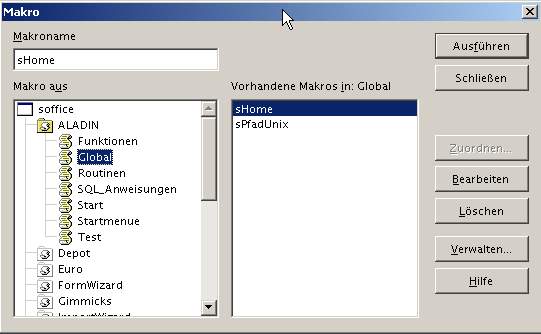 Makro
Makroname
sHome
Ausführen
Schließen
Makro aus
Vorhandene Makros in: Global
soffice
ALADIN
Funktionen
Global
Routinen
SQL_Anweisungen
Start
Startmenue
Test
Depot
Euro
FormWizard
Gimmicks
ImportWizard
sHome
sPfadUnix
Zuordnen...
Bearbeiten
Löschen
Verwalten...
Hilfe